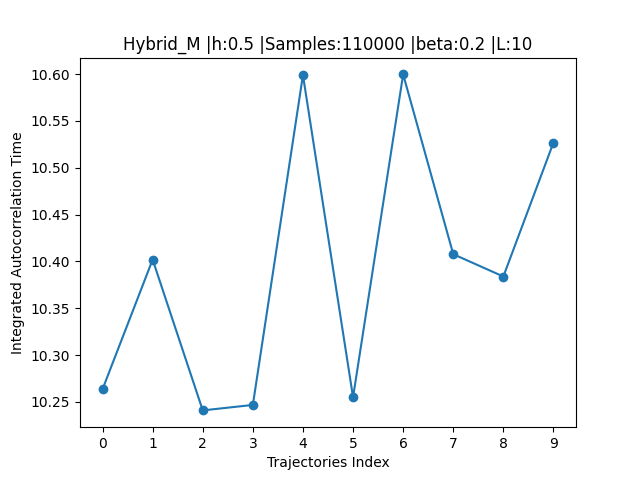 Hybrid_M |h:0.5 |Samples:110000 |beta:0.2 |L:10
Integrated Autocorrelation Time
10.60
10.55
10.50
10.45
10.40
10.35
10.30
10.25
0 1 2 3 4 5 6 7 8 9
Trajectories Index